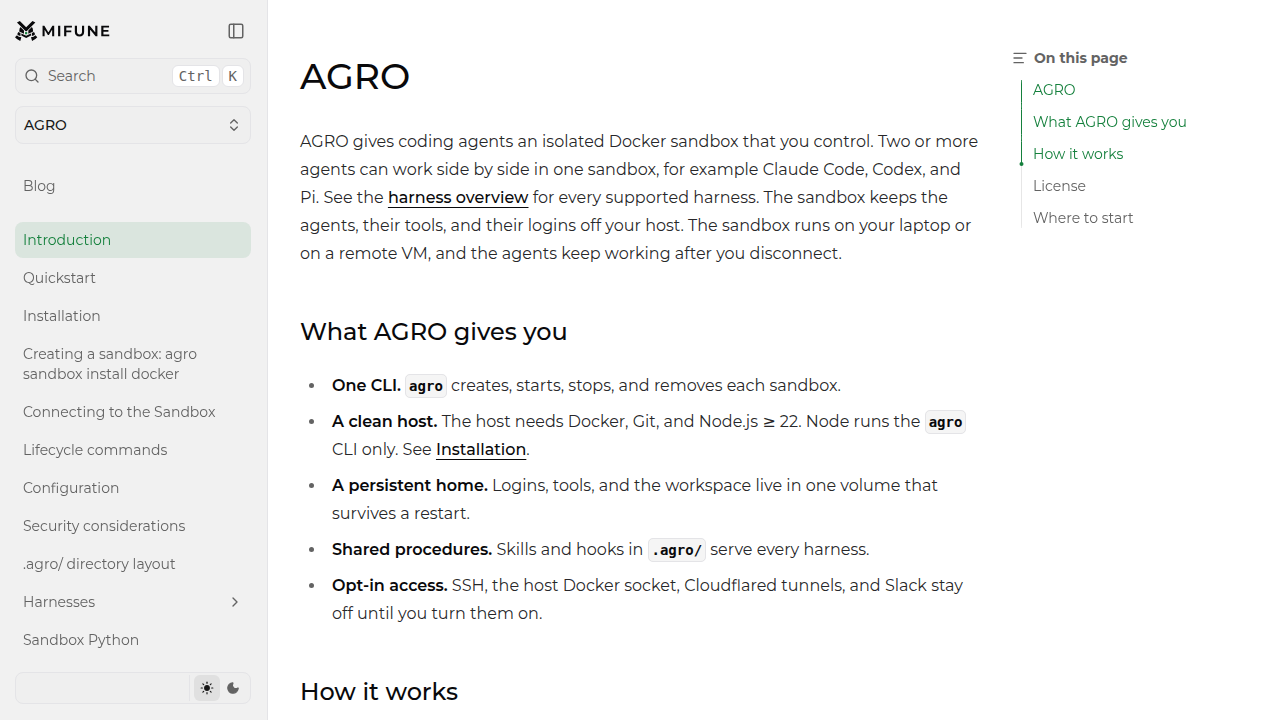 MIFUNE
Search
Ctrl K
AGRO
Blog
Introduction
Quickstart
Installation
Creating a sandbox: agro
sandbox install docker
Connecting to the Sandbox
Lifecycle commands
Configuration
Security considerations
.agro/ directory layout
Harnesses
Sandbox Python
AGRO
AGRO gives coding agents an isolated Docker sandbox that you control. Two or more
agents can work side by side in one sandbox, for example Claude Code, Codex, and
Pi. See the harness overview for every supported harness. The sandbox keeps the
agents, their tools, and their logins off your host. The sandbox runs on your laptop or
on a remote VM, and the agents keep working after you disconnect.
What AGRO gives you
One CLI. agro creates, starts, stops, and removes each sandbox.
A clean host. The host needs Docker, Git, and Node.js ≥ 22. Node runs the agro
CLI only. See Installation.
A persistent home. Logins, tools, and the workspace live in one volume that
survives a restart.
Shared procedures. Skills and hooks in .agro/ serve every harness.
Opt-in access. SSH, the host Docker socket, Cloudflared tunnels, and Slack stay
off until you turn them on.
How it works
On this page
AGRO
What AGRO gives you
How it works
License
Where to start